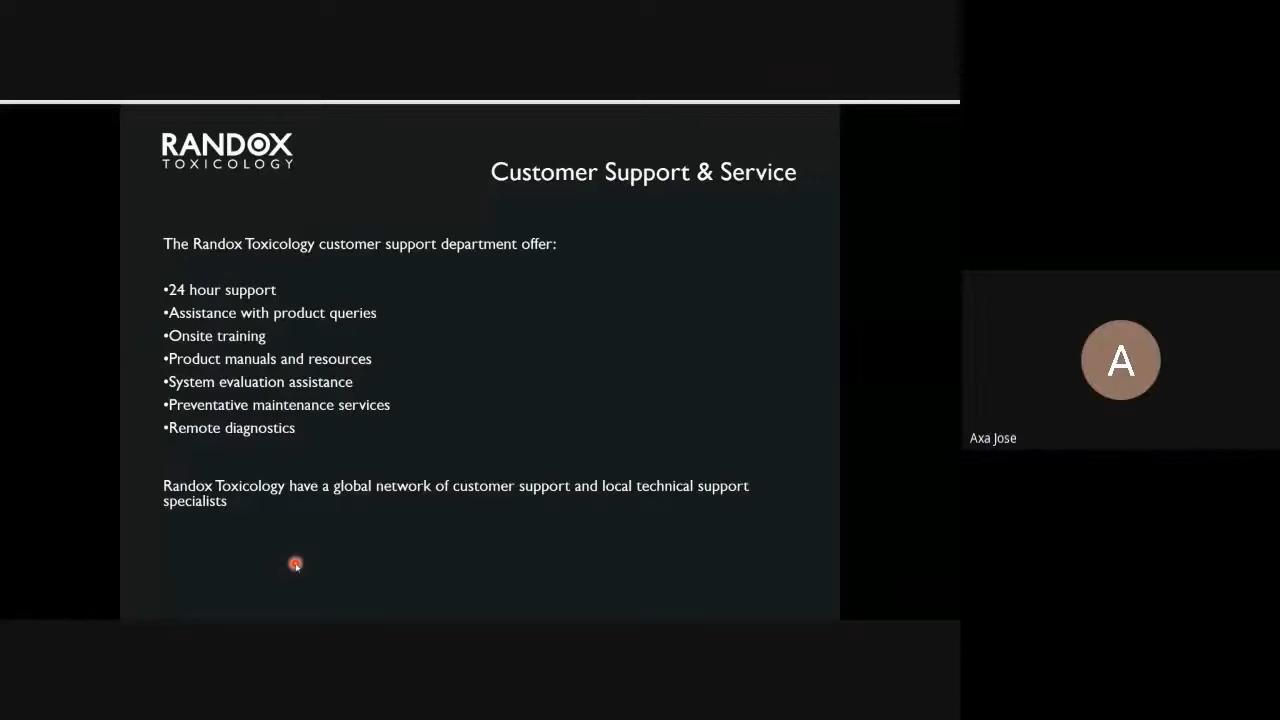 RANDOX
TOXICOLOGY
Customer Support & Service
The Randox Toxicology customer support department offer:
•24 hour support
•Assistance with product queries
•Onsite training
•Product manuals and resources
•System evaluation assistance
•Preventative maintenance services
•Remote diagnostics
Randox Toxicology have a global network of customer support and local technical support
specialists
A
Axa Jose